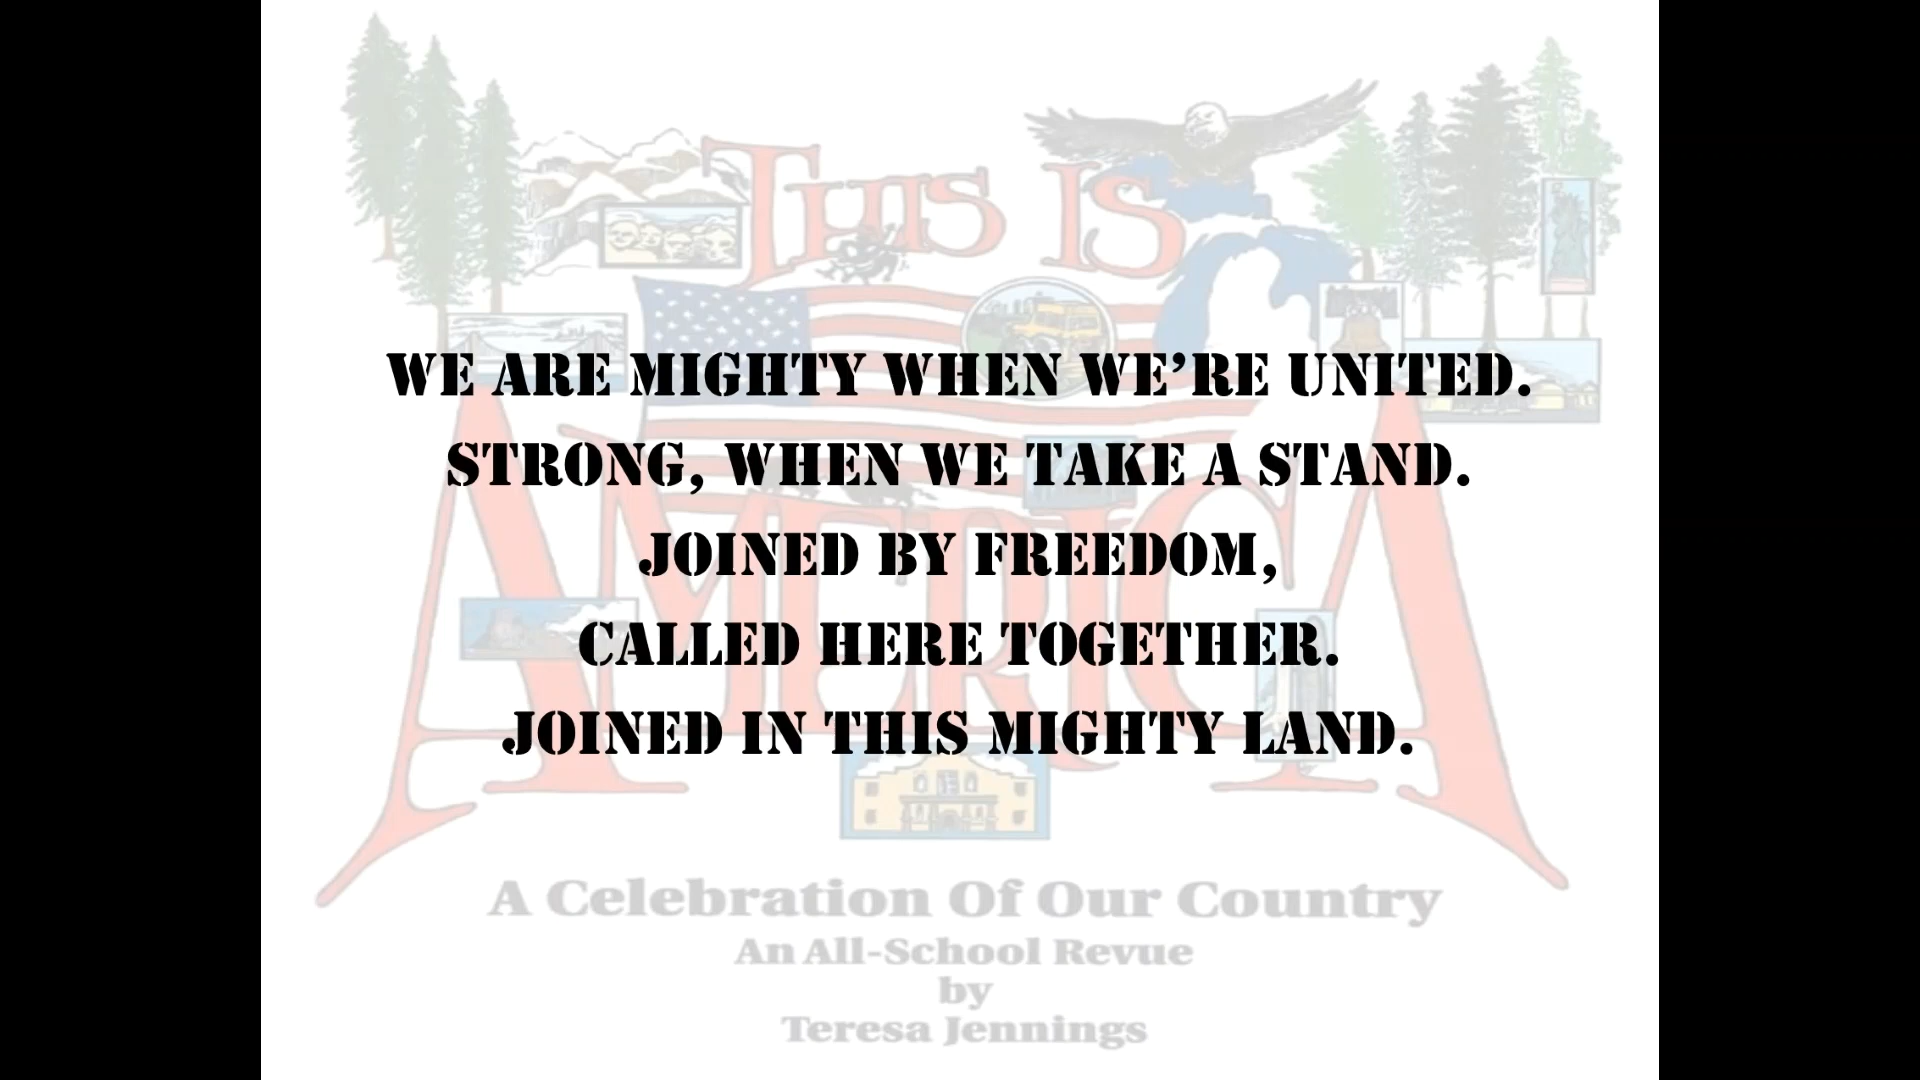 THIS IS
AMERICA
WE ARE MIGHTY WHEN WE’RE UNITED.
STRONG, WHEN WE TAKE A STAND.
JOINED BY FREEDOM,
CALLED HERE TOGETHER.
JOINED IN THIS MIGHTY LAND.
A Celebration Of Our Country
An All-School Revue
by
Teresa Jennings